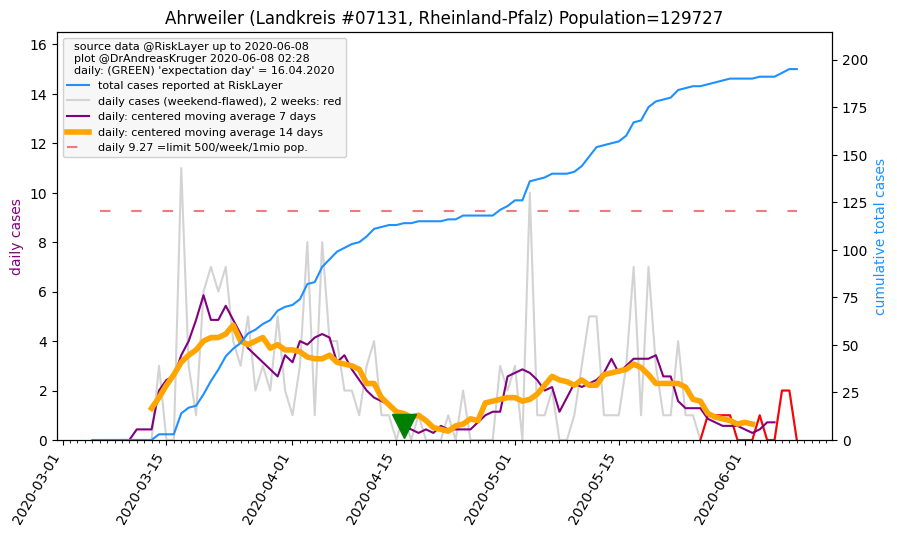 Ahrweiler (Landkreis #07131, Rheinland-Pfalz) Population=129727
source data @RiskLayer up to 2020-06-08
plot @DrAndreasKruger 2020-06-08 02:28
daily: (GREEN) 'expectation day' = 16.04.2020
total cases reported at RiskLayer
daily cases (weekend-flawed), 2 weeks: red
daily: centered moving average 7 days
daily: centered moving average 14 days
daily 9.27 =limit 500/week/1mio pop.
daily cases
16
14
12
10
8
6
4
2
0
200
175
150
125
100
75
50
25
0
cumulative total cases
2020-03-01
2020-03-15
2020-04-01
2020-04-15
2020-05-01
2020-05-15
2020-06-01